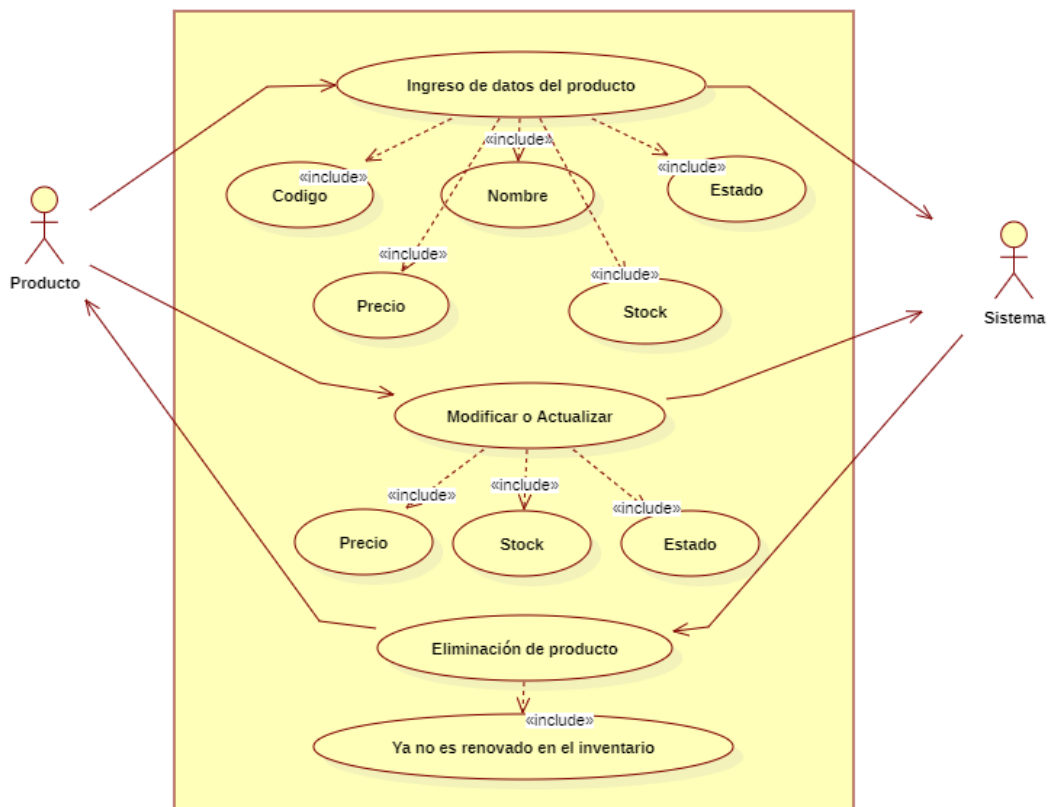 Ingreso de datos del producto
«include»
«include»
«include»
Codigo
Nombre
Estado
«include»
«include»
Producto
Precio
Stock
Sistema
Modificar o Actualizar
«include»
«include»
«include»
Precio
Stock
Estado
Eliminación de producto
«include»
Ya no es renovado en el inventario